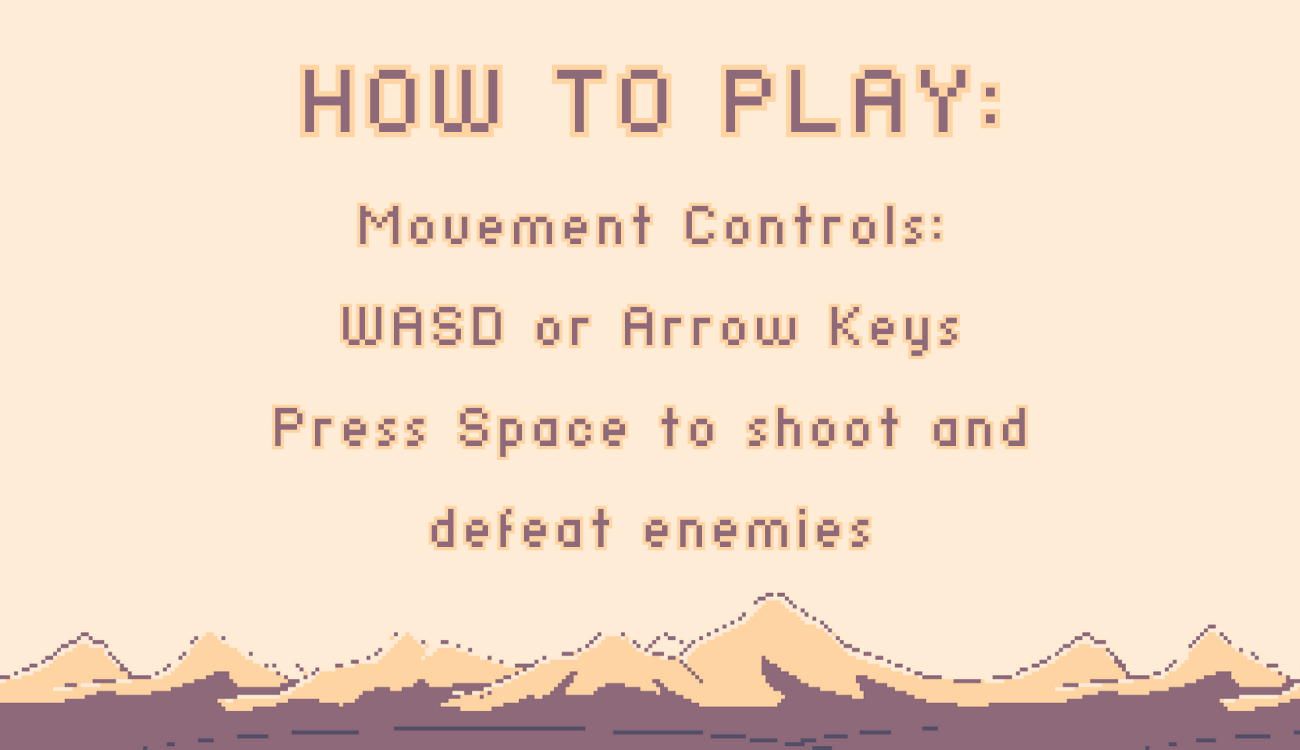 HOW TO PLAY:
Movement Controls:
WASD or Arrow Keys
Press Space to shoot and
defeat enemies